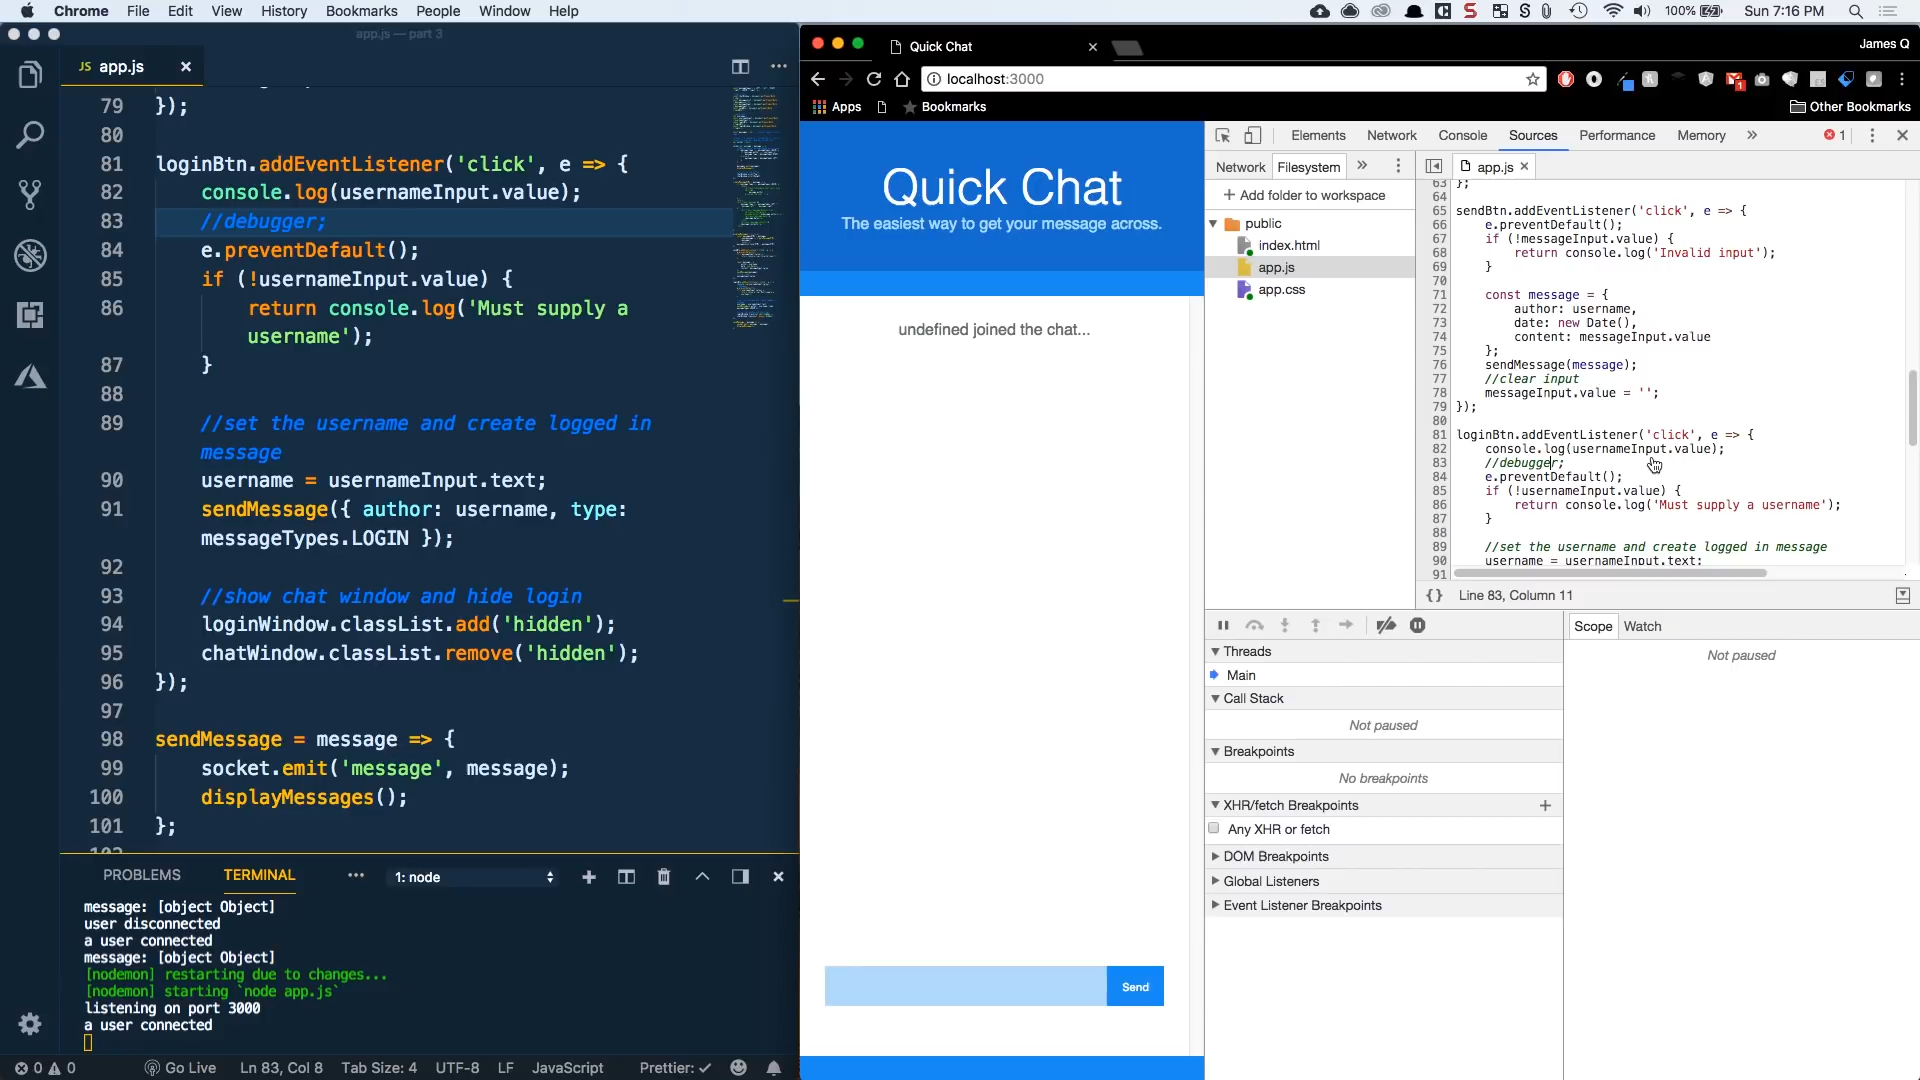 Chrome File Edit View History Bookmarks People Window Help
100% Sun 7:16 PM
app.js — part 3
JS app.js
79 });
80
81 loginBtn.addEventListener('click', e => {
82 console.log(usernameInput.value);
83 //debugger;
84 e.preventDefault();
85 if (!usernameInput.value) {
86 return console.log('Must supply a
username');
87 }
88
89 //set the username and create logged in
message
90 username = usernameInput.text;
91 sendMessage({ author: username, type:
messageTypes.LOGIN });
92
93 //show chat window and hide login
94 loginWindow.classList.add('hidden');
95 chatWindow.classList.remove('hidden');
96 });
97
98 sendMessage = message => {
99 socket.emit('message', message);
100 displayMessages();
101 };
PROBLEMS TERMINAL 1: node
message: [object Object]
user disconnected
a user connected
message: [object Object]
[nodemon] restarting due to changes...
[nodemon] starting `node app.js`
listening on port 3000
a user connected
0 0 Go Live Ln 83, Col 8 Tab Size: 4 UTF-8 LF JavaScript Prettier: ✓
Quick Chat
James Q
localhost:3000
1
Apps Bookmarks Other Bookmarks
Quick Chat
The easiest way to get your message across.
undefined joined the chat...
Send
Elements Network Console Sources Performance Memory » 1
Network Filesystem »
+ Add folder to workspace
public
index.html
app.js
app.css
app.js
63 };
64
65 sendBtn.addEventListener('click', e => {
66 e.preventDefault();
67 if (!messageInput.value) {
68 return console.log('Invalid input');
69 }
70
71 const message = {
72 author: username,
73 date: new Date(),
74 content: messageInput.value
75 };
76 sendMessage(message);
77 //clear input
78 messageInput.value = '';
79 });
80
81 loginBtn.addEventListener('click', e => {
82 console.log(usernameInput.value);
83 //debugger;
84 e.preventDefault();
85 if (!usernameInput.value) {
86 return console.log('Must supply a username');
87 }
88
89 //set the username and create logged in message
90 username = usernameInput.text;
91
{} Line 83, Column 11
Threads
Main
Call Stack
Not paused
Breakpoints
No breakpoints
XHR/fetch Breakpoints +
Any XHR or fetch
DOM Breakpoints
Global Listeners
Event Listener Breakpoints
Scope Watch
Not paused